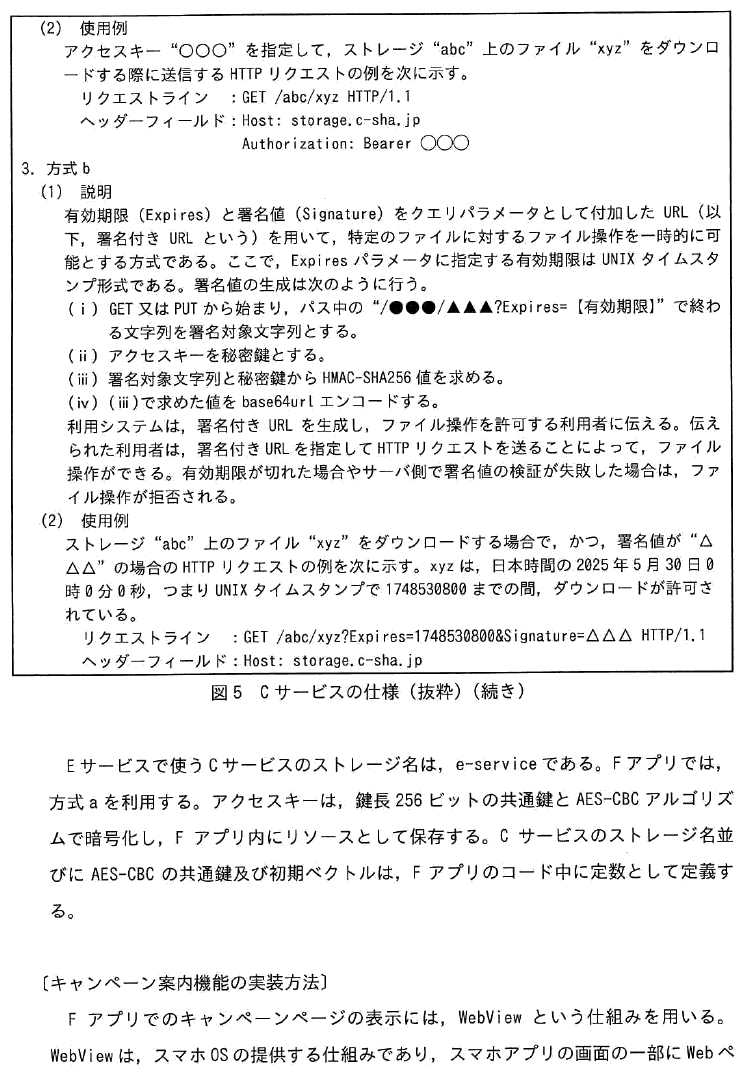 (2) 使用例
アクセスキー“○○○”を指定して，ストレージ“abc”上のファイル“xyz”をダウンロ
ードする際に送信する HTTP リクエストの例を次に示す。
リクエストライン　：GET /abc/xyz HTTP/1.1
ヘッダーフィールド：Host: storage.c-sha.jp
Authorization: Bearer ○○○
3. 方式 b
(1) 説明
有効期限（Expires）と署名値（Signature）をクエリパラメータとして付加した URL（以
下，署名付き URL という）を用いて，特定のファイルに対するファイル操作を一時的に可
能とする方式である。ここで，Expires パラメータに指定する有効期限は UNIX タイムスタ
ンプ形式である。署名値の生成は次のように行う。
(ⅰ) GET 又は PUT から始まり，パス中の“/●●●/▲▲▲?Expires=【有効期限】”で終わ
る文字列を署名対象文字列とする。
(ⅱ) アクセスキーを秘密鍵とする。
(ⅲ) 署名対象文字列と秘密鍵から HMAC-SHA256 値を求める。
(ⅳ) (ⅲ)で求めた値を base64url エンコードする。
利用システムは，署名付き URL を生成し，ファイル操作を許可する利用者に伝える。伝え
られた利用者は，署名付き URL を指定して HTTP リクエストを送ることによって，ファイル
操作ができる。有効期限が切れた場合やサーバ側で署名値の検証が失敗した場合は，ファ
イル操作が拒否される。
(2) 使用例
ストレージ“abc”上のファイル“xyz”をダウンロードする場合で，かつ，署名値が“△
△△”の場合の HTTP リクエストの例を次に示す。xyz は，日本時間の 2025 年 5 月 30 日 0
時 0 分 0 秒，つまり UNIX タイムスタンプで 1748530800 までの間，ダウンロードが許可さ
れている。
リクエストライン　：GET /abc/xyz?Expires=1748530800&Signature=△△△ HTTP/1.1
ヘッダーフィールド：Host: storage.c-sha.jp
図 5　C サービスの仕様（抜粋）（続き）
E サービスで使う C サービスのストレージ名は，e-service である。F アプリでは，
方式 a を利用する。アクセスキーは，鍵長 256 ビットの共通鍵と AES-CBC アルゴリズ
ムで暗号化し，F アプリ内にリソースとして保存する。C サービスのストレージ名並
びに AES-CBC の共通鍵及び初期ベクトルは，F アプリのコード中に定数として定義す
る。
〔キャンペーン案内機能の実装方法〕
F アプリでのキャンペーンページの表示には，WebView という仕組みを用いる。
WebView は，スマホ OS の提供する仕組みであり，スマホアプリの画面の一部に Web ペ